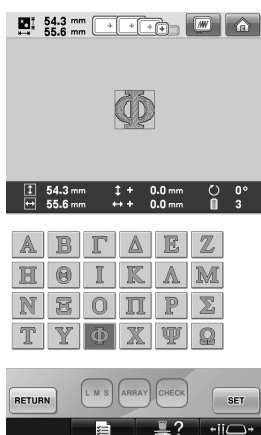 54.3 mm
55.6 mm
Φ
54.3 mm + 0.0 mm 0°
55.6 mm + 0.0 mm 3
Α Β Γ Δ Ε Ζ
Η Θ Ι Κ Λ Μ
Ν Ξ Ο Π Ρ Σ
Τ Υ Φ Χ Ψ Ω
RETURN L M S ARRAY CHECK SET
?